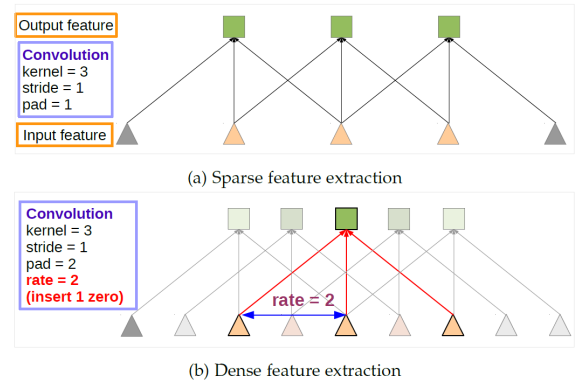 Output feature
Convolution
kernel = 3
stride = 1
pad = 1
Input feature
(a) Sparse feature extraction
Convolution
kernel = 3
stride = 1
pad = 2
rate = 2
(insert 1 zero)
rate = 2
(b) Dense feature extraction